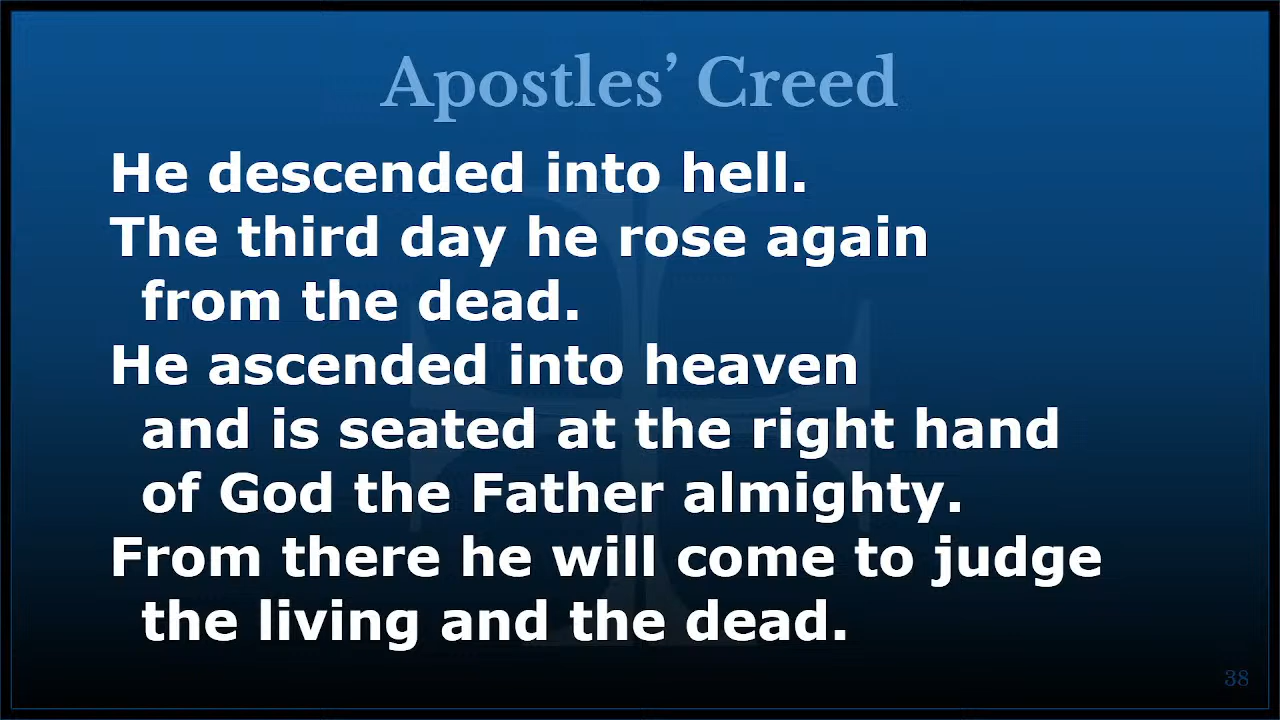 Apostles’ Creed
He descended into hell.
The third day he rose again
from the dead.
He ascended into heaven
and is seated at the right hand
of God the Father almighty.
From there he will come to judge
the living and the dead.
38